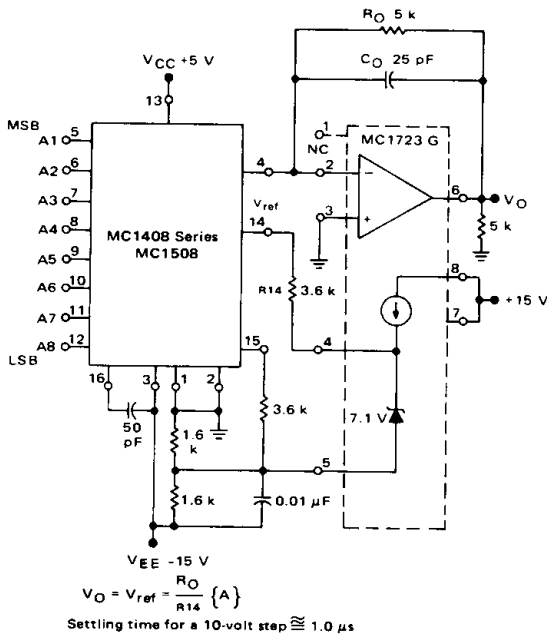 RO 5 k
VCC +5 V
CO 25 pF
13
MSB
A1 5
A2 6
A3 7
A4 8
A5 9
A6 10
A7 11
A8 12
LSB
MC1408 Series
MC1508
4
Vref
14
15
16
3
1
2
1
NC
MC1723 G
2
−
3
+
6
VO
5 k
8
7
+15 V
R14
3.6 k
4
3.6 k
7.1 V
50
pF
1.6
k
5
1.6 k
0.01 μF
VEE -15 V
VO = Vref = RO/R14 {A}
Settling time for a 10-volt step ≅ 1.0 μs